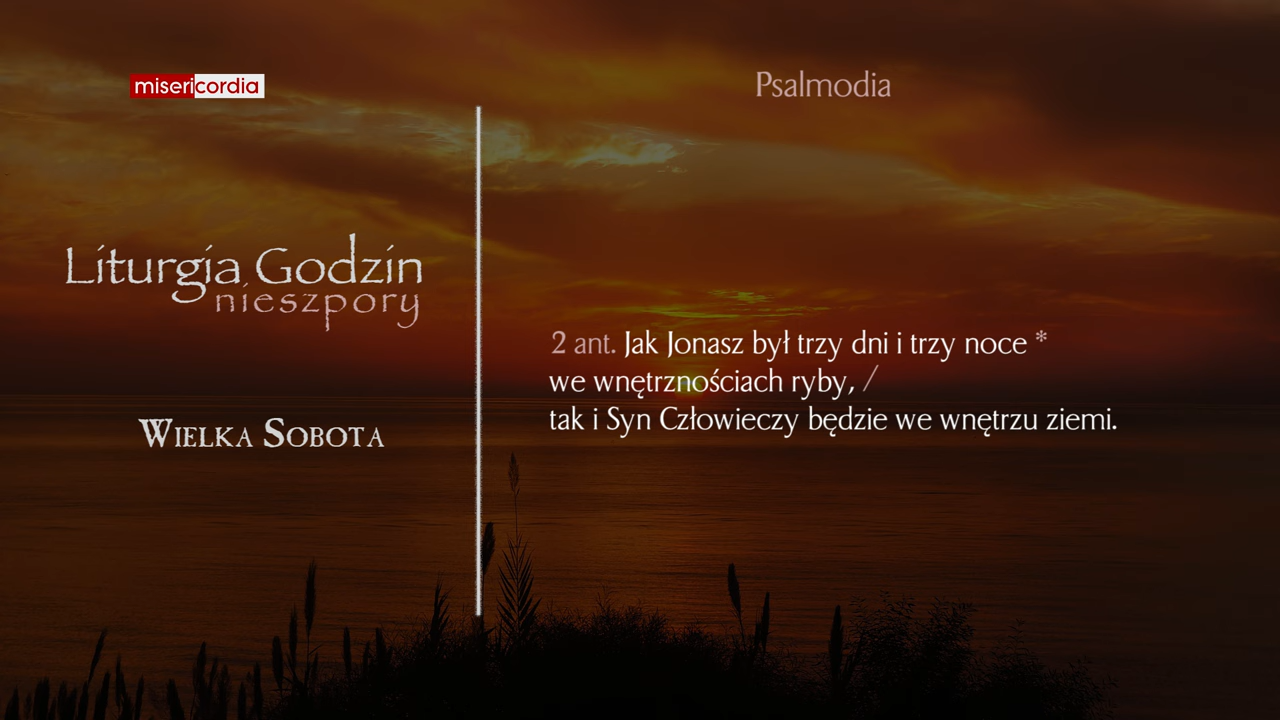 misericordia
Psalmodia
Liturgia Godzin
nieszpory
Wielka Sobota
2 ant. Jak Jonasz był trzy dni i trzy noce *
we wnętrznościach ryby, /
tak i Syn Człowieczy będzie we wnętrzu ziemi.